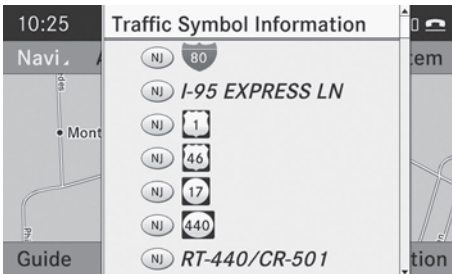 10:25
Traffic Symbol Information
Navi
em
NJ 80
NJ I-95 EXPRESS LN
NJ 1
Mont
NJ 46
NJ 17
NJ 440
Guide
NJ RT-440/CR-501
tion